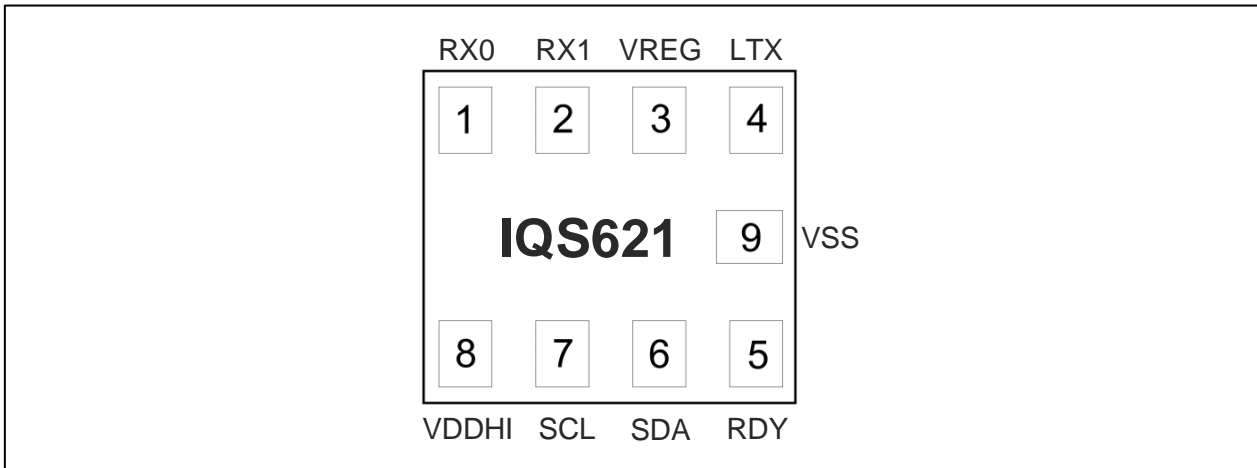 RX0 RX1 VREG LTX
1 2 3 4
IQS621 9 VSS
8 7 6 5
VDDHI SCL SDA RDY